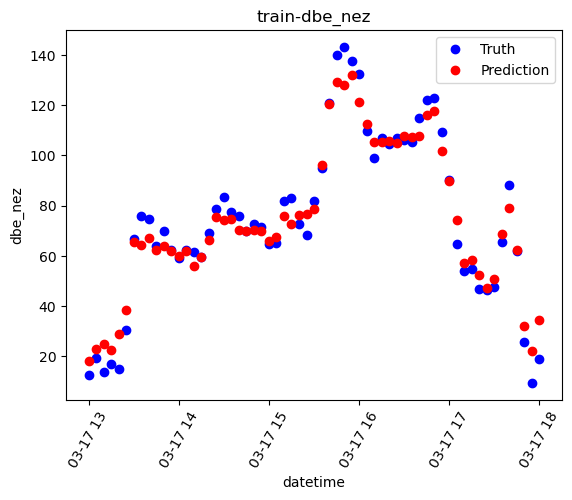 train-dbe_nez
Truth
Prediction
dbe_nez
140
120
100
80
60
40
20
03-17 13
03-17 14
03-17 15
03-17 16
03-17 17
03-17 18
datetime